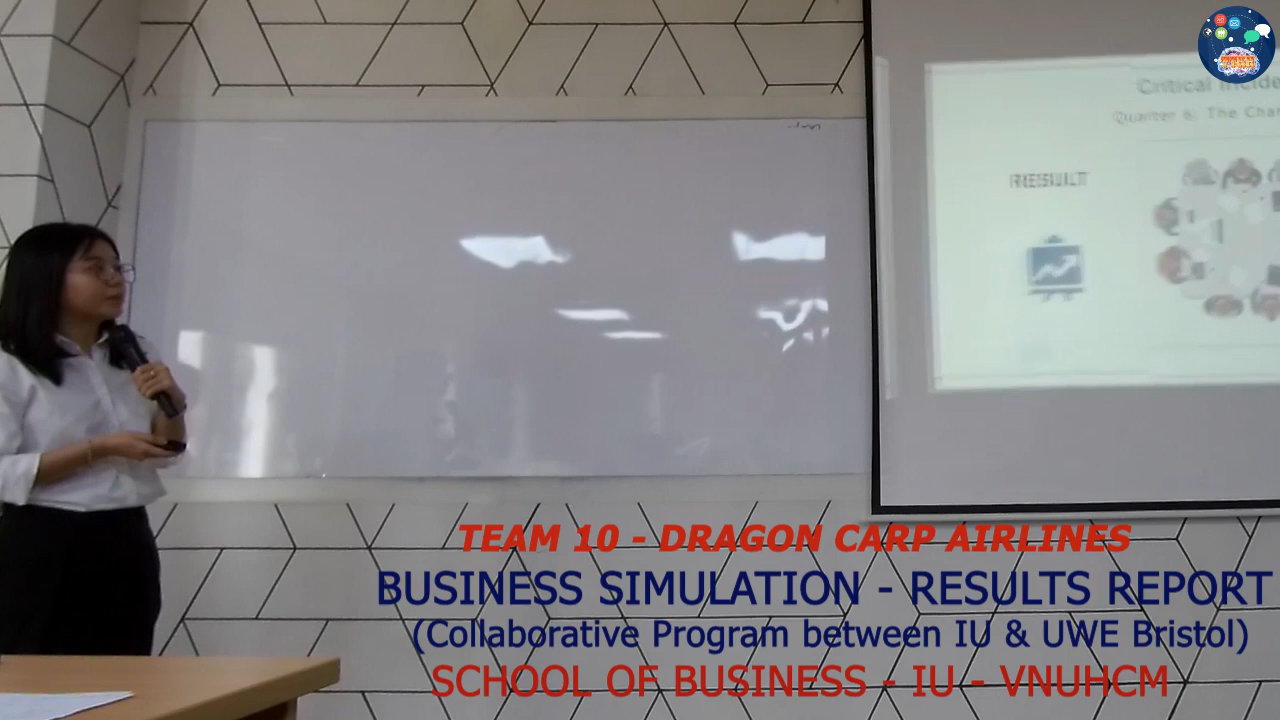 Critical Incide
Quarter 6: The Chal
RESULT
TEAM 10 - DRAGON CARP AIRLINES
BUSINESS SIMULATION - RESULTS REPORT
(Collaborative Program between IU & UWE Bristol)
SCHOOL OF BUSINESS - IU - VNUHCM